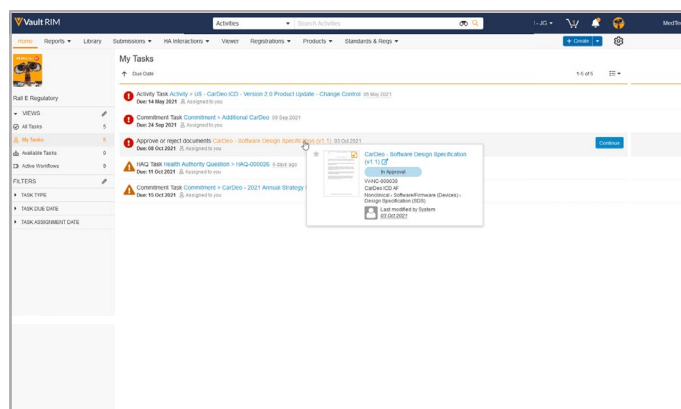 Vault RIM
Activities
Search Activities
- JG
MedTec
Home Reports Library Submissions HA Interactions Viewer Registrations Products Standards & Reqs
+ Create
My Tasks
Due Date
1-5 of 5
Activity Task Activity > US - CarDeo ICD - Version 2.0 Product Update - Change Control 05 May 2021
Due: 14 May 2021 Assigned to you
Commitment Task Commitment > Additional CarDeo 09 Sep 2021
Due: 24 Sep 2021 Assigned to you
Approve or reject documents CarDeo - Software Design Specification (v1.1) 03 Oct 2021
Due: 08 Oct 2021 Assigned to you
Continue
HAQ Task Health Authority Question > HAQ-000026 6 days ago
Due: 11 Oct 2021 Assigned to you
Commitment Task Commitment > CarDeo - 2021 Annual Strategy
Due: 15 Oct 2021 Assigned to you
CarDeo - Software Design Specification
(v1.1)
In Approval
VV-NC-000039
CarDeo ICD AF
Nonclinical - Software/Firmware (Devices) -
Design Specification (SDS)
Last modified by System
03 Oct 2021
Rail E Regulatory
VIEWS
All Tasks 5
My Tasks 5
Available Tasks 0
Active Workflows 9
FILTERS
TASK TYPE
TASK DUE DATE
TASK ASSIGNMENT DATE